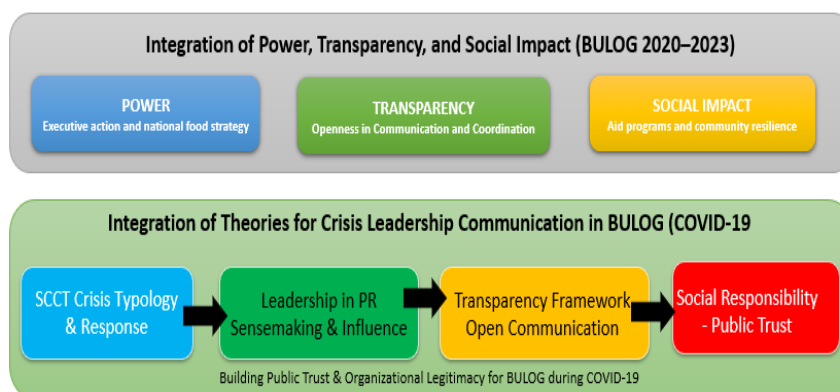 Integration of Power, Transparency, and Social Impact (BULOG 2020–2023)
POWER
Executive action and national food strategy
TRANSPARENCY
Openness in Communication and Coordination
SOCIAL IMPACT
Aid programs and community resilience
Integration of Theories for Crisis Leadership Communication in BULOG (COVID-19
SCCT Crisis Typology
& Response
Leadership in PR
Sensemaking & Influence
Transparency Framework
Open Communication
Social Responsibility
- Public Trust
Building Public Trust & Organizational Legitimacy for BULOG during COVID-19